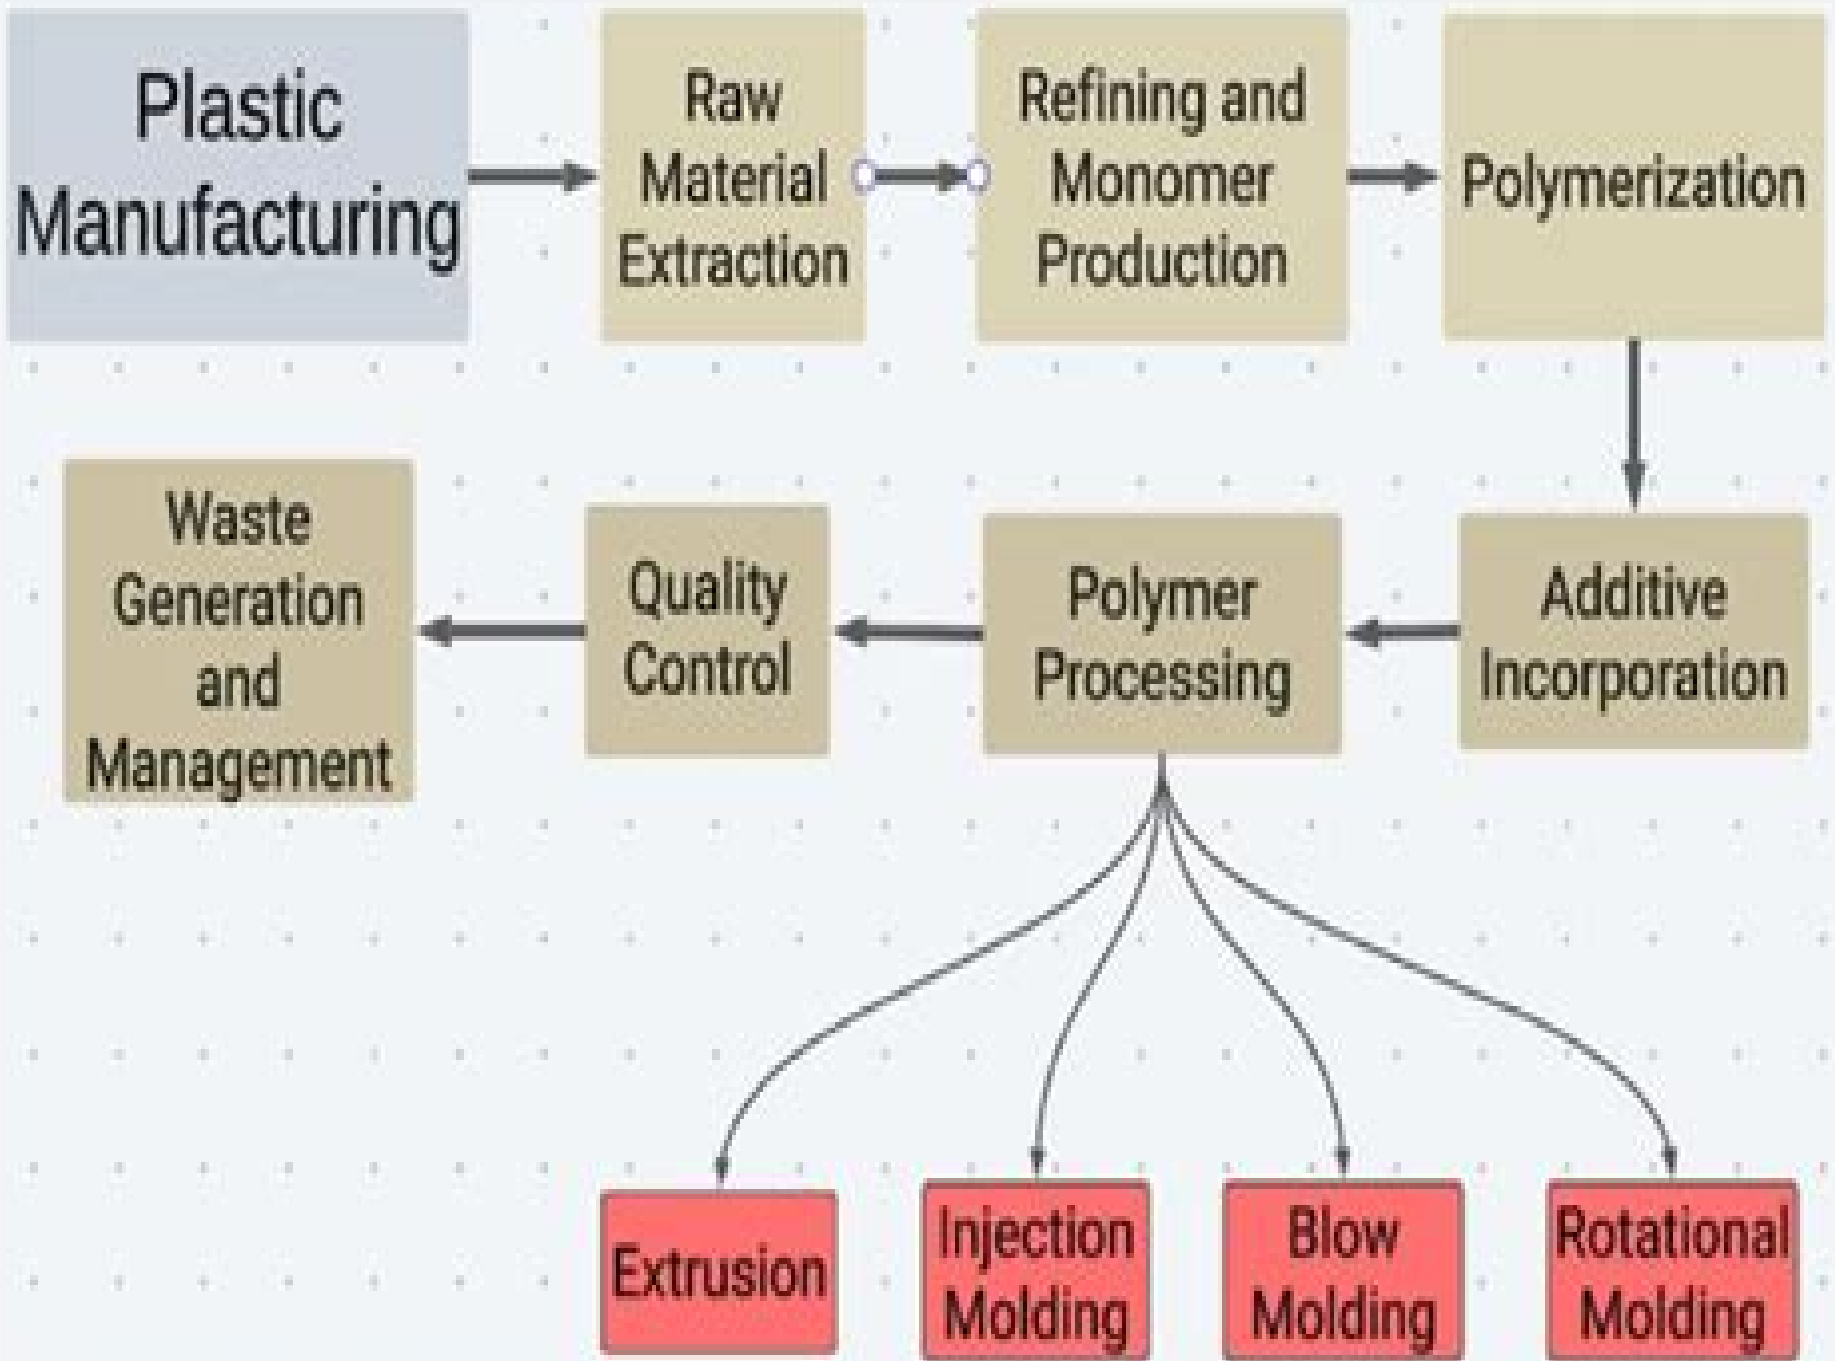 Plastic
Manufacturing
Raw
Material
Extraction
Refining and
Monomer
Production
Polymerization
Waste
Generation
and
Management
Quality
Control
Polymer
Processing
Additive
Incorporation
Extrusion
Injection
Molding
Blow
Molding
Rotational
Molding